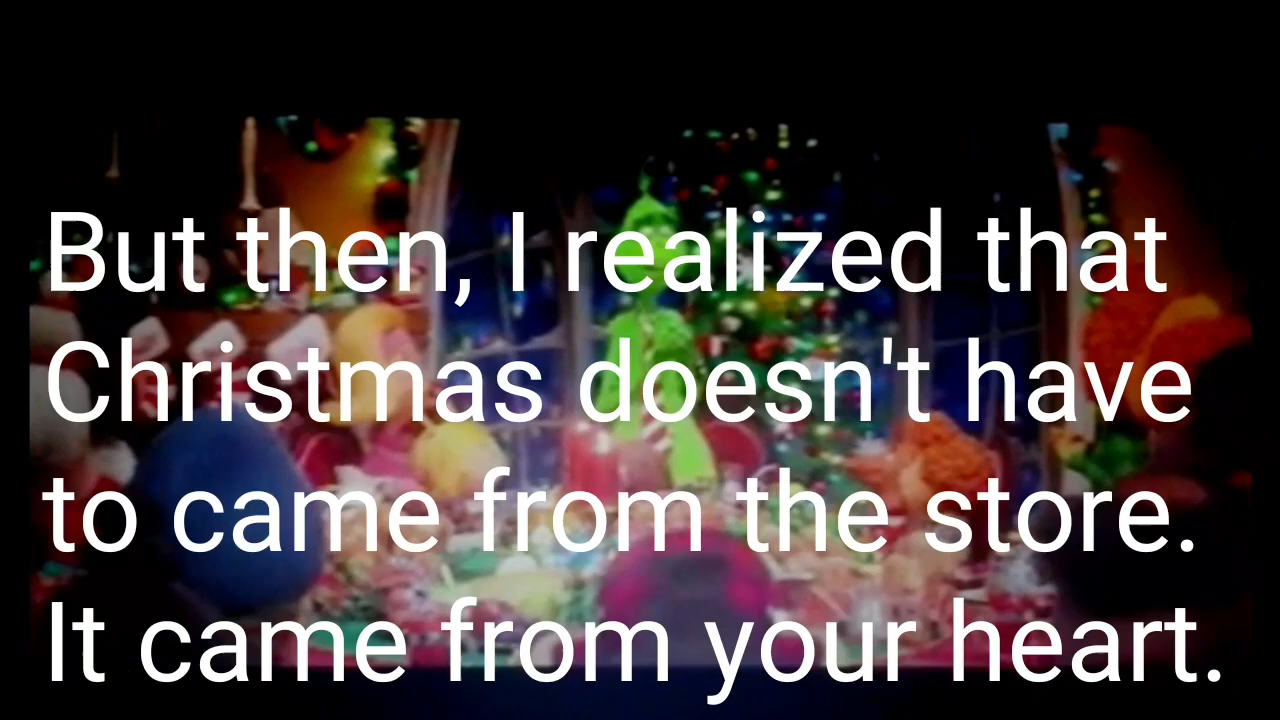 But then, I realized that
Christmas doesn't have
to came from the store.
It came from your heart.